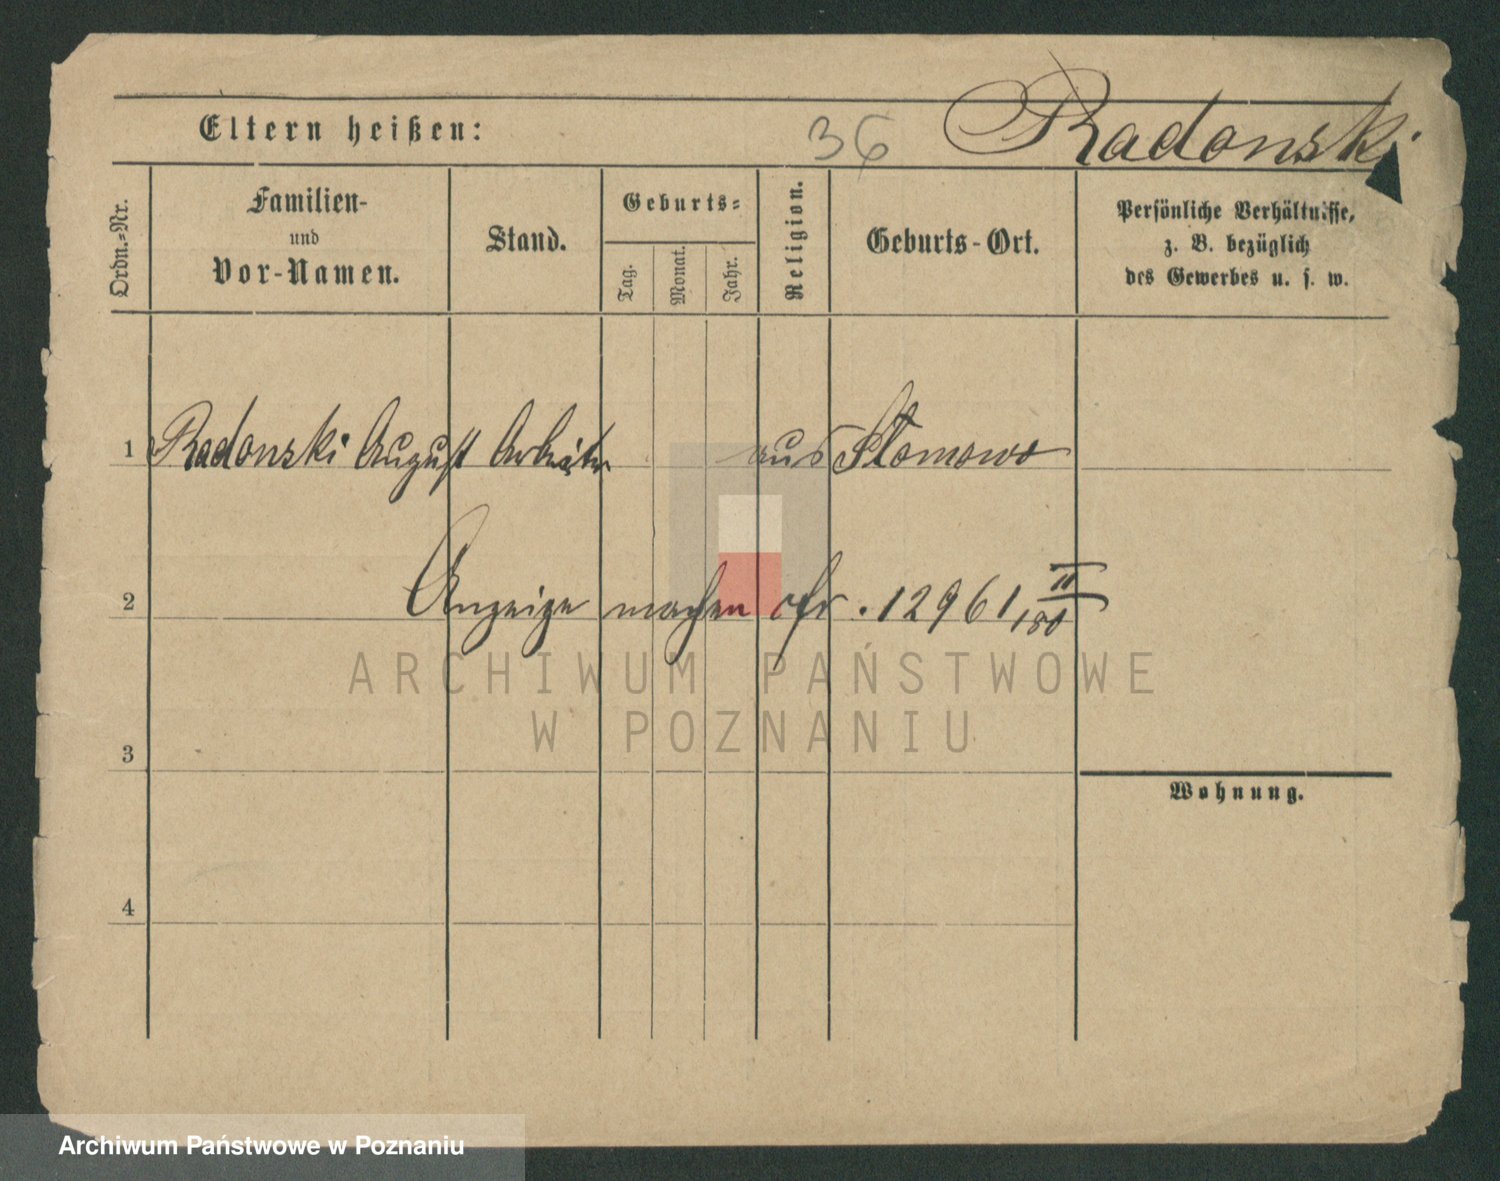 Eltern heißen: 36 Radonski
Ordn.-Nr.
Familien-
und
Vor-Namen.
Stand.
Geburts-
Tag.
Monat.
Jahr.
Religion.
Geburts-Ort.
Persönliche Verhältnisse,
z. B. bezüglich
des Gewerbes u. s. w.
1 Radonski August Arbeiter aus Slomowo
2 Anzeige machen cfr. 12961 II/80
ARCHIWUM PAŃSTWOWE
W POZNANIU
3
Wohnung.
4
Archiwum Państwowe w Poznaniu